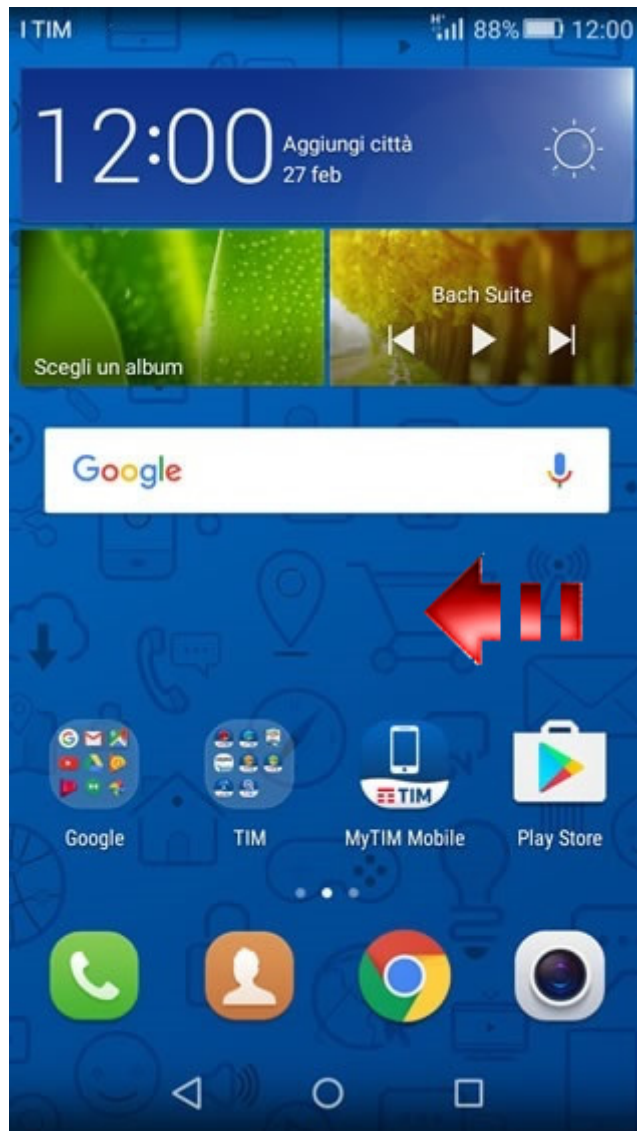 I TIM H+ 88% 12:00
12:00
Aggiungi città
27 feb
Bach Suite
Scegli un album
Google
TIM
Google TIM MyTIM Mobile Play Store